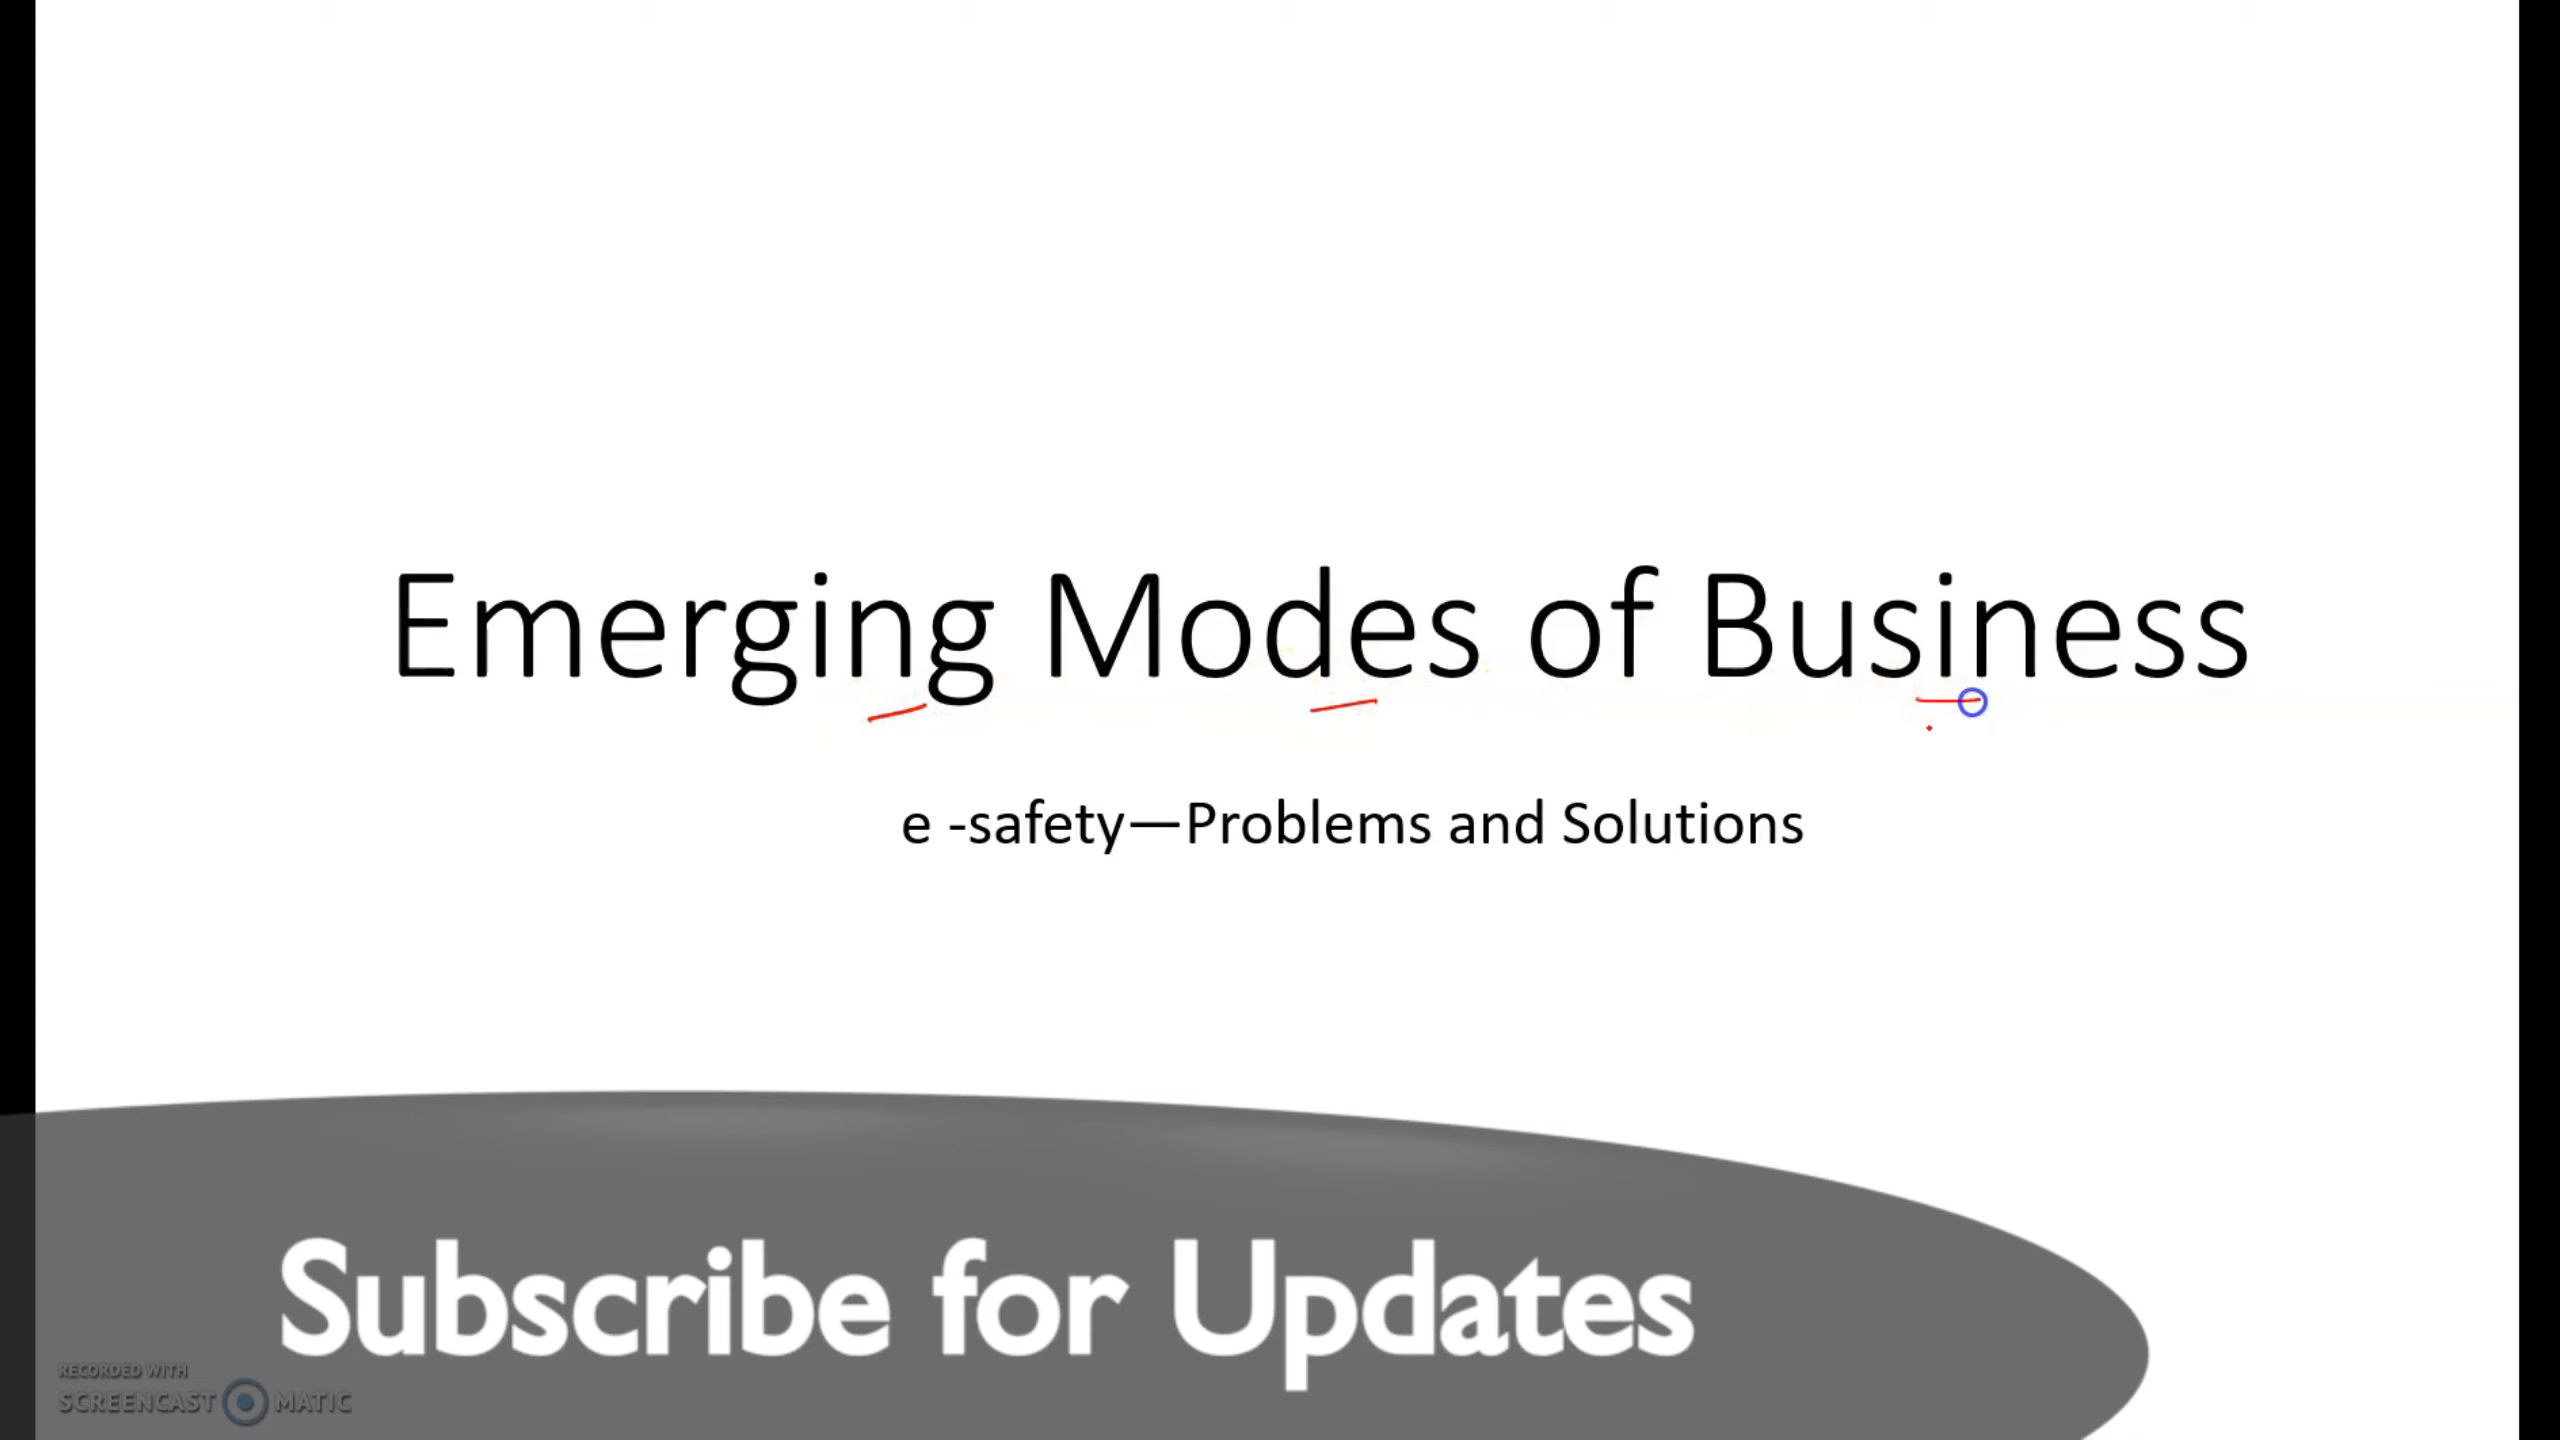 Emerging Modes of Business
e -safety—Problems and Solutions
Subscribe for Updates
RECORDED WITH
SCREENCAST MATIC